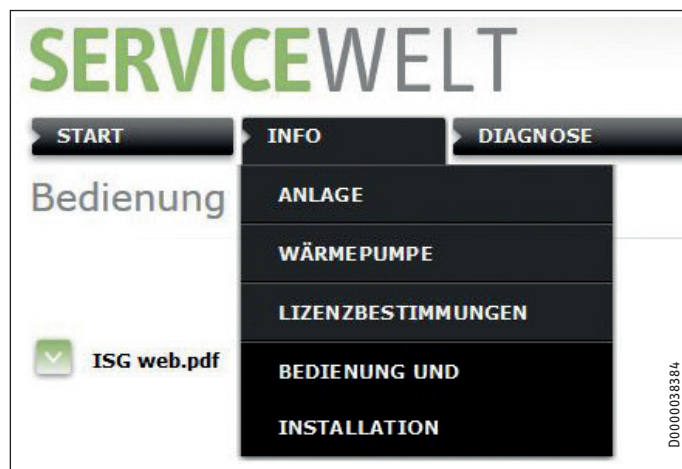 SERVICEWELT
START INFO DIAGNOSE
Bedienung
ANLAGE
WÄRMEPUMPE
LIZENZBESTIMMUNGEN
ISG web.pdf
BEDIENUNG UND
INSTALLATION
D0000038384